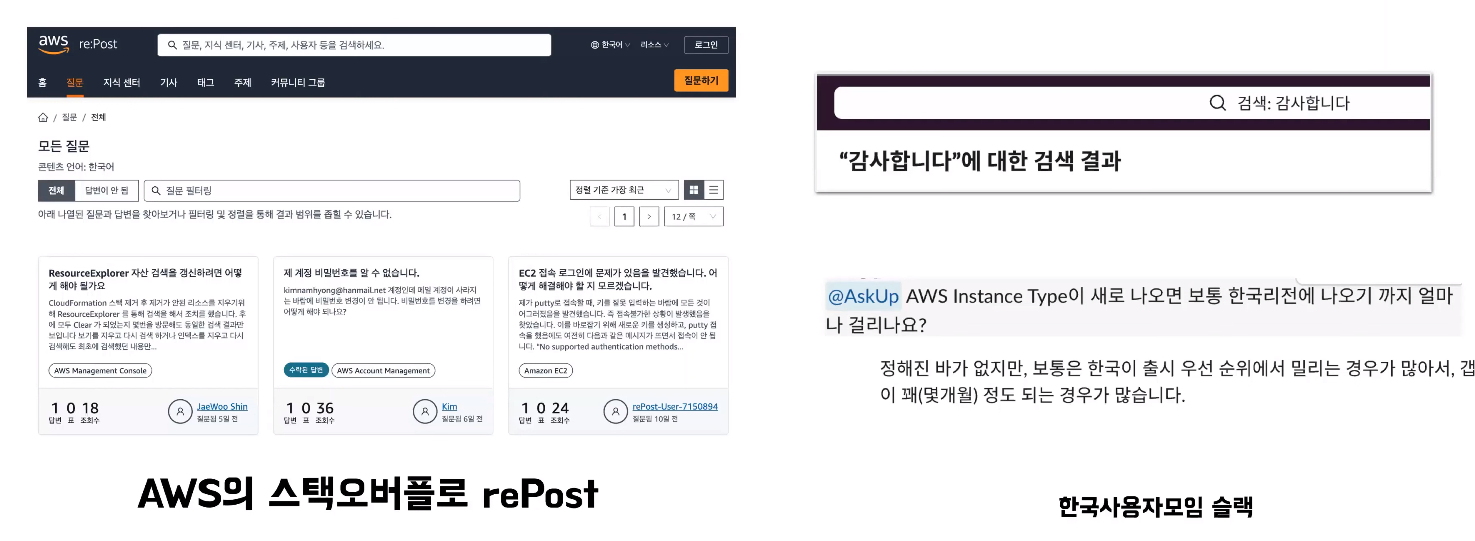 aws re:Post
질문, 지식 센터, 기사, 주제, 사용자 등을 검색하세요.
한국어
리소스
로그인
홈 질문 지식 센터 기사 태그 주제 커뮤니티 그룹
질문하기
/ 질문 / 전체
모든 질문
콘텐츠 언어: 한국어
전체 답변이 안 됨 질문 필터링
정렬 기준 가장 최근
아래 나열된 질문과 답변을 찾아보거나 필터링 및 정렬을 통해 결과 범위를 좁힐 수 있습니다.
< 1 > 12 / 쪽
ResourceExplorer 자산 검색을 갱신하려면 어떻
게 해야 될가요
CloudFormation 스택 제거 후 제거가 안된 리소스를 지우기위
해 ResourceExplorer 를 통해 검색을 해서 조치를 했습니다. 후
에 모두 Clear 가 되었는지 몇번을 방문해도 동일한 검색 결과만
보입니다 보기를 지우고 다시 검색 하거나 인덱스를 지우고 다시
검색해도 최초에 검색했던 내용만...
AWS Management Console
1 0 18
답변 표 조회수
JaeWoo Shin
질문됨 5일 전
제 계정 비밀번호를 알 수 없습니다.
kimnamhyong@hanmail.net 계정인데 메일 계정이 사라지
는 바람에 비밀번호 변경이 안 됩니다. 비밀번호를 변경을 하려면
어떻게 해야 되나요?
수락된 답변 AWS Account Management
1 0 36
답변 표 조회수
Kim
질문됨 6일 전
EC2 접속 로그인에 문제가 있음을 발견했습니다. 어
떻게 해결해야 할 지 모르겠습니다.
제가 putty로 접속할 때, 키를 잘못 입력하는 바람에 모든 것이
어그러졌음을 발견했습니다. 즉 접속불가한 상황이 발생했음을
찾았습니다. 이를 바로잡기 위해 새로운 키를 생성하고, putty 접
속을 했음에도 여전히 다음과 같은 메시지가 뜨면서 접속이 안 됩
니다. "No supported authentication methods...
Amazon EC2
1 0 24
답변 표 조회수
rePost-User-7150894
질문됨 10일 전
AWS의 스택오버플로 rePost
검색: 감사합니다
“감사합니다”에 대한 검색 결과
@AskUp AWS Instance Type이 새로 나오면 보통 한국리전에 나오기 까지 얼마
나 걸리나요?
정해진 바가 없지만, 보통은 한국이 출시 우선 순위에서 밀리는 경우가 많아서, 갭
이 꽤(몇개월) 정도 되는 경우가 많습니다.
한국사용자모임 슬랙